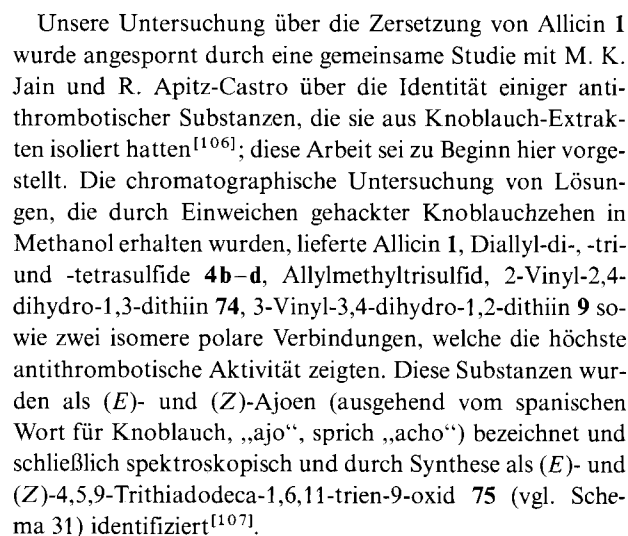 Unsere Untersuchung über die Zersetzung von Allicin 1
wurde angespornt durch eine gemeinsame Studie mit M. K.
Jain und R. Apitz-Castro über die Identität einiger anti-
thrombotischer Substanzen, die sie aus Knoblauch-Extrak-
ten isoliert hatten[106]; diese Arbeit sei zu Beginn hier vorge-
stellt. Die chromatographische Untersuchung von Lösun-
gen, die durch Einweichen gehackter Knoblauchzehen in
Methanol erhalten wurden, lieferte Allicin 1, Diallyl-di-, -tri-
und -tetrasulfide 4b–d, Allylmethyltrisulfid, 2-Vinyl-2,4-
dihydro-1,3-dithiin 74, 3-Vinyl-3,4-dihydro-1,2-dithiin 9 so-
wie zwei isomere polare Verbindungen, welche die höchste
antithrombotische Aktivität zeigten. Diese Substanzen wur-
den als (E)- und (Z)-Ajoen (ausgehend vom spanischen
Wort für Knoblauch, „ajo“, sprich „acho“) bezeichnet und
schließlich spektroskopisch und durch Synthese als (E)- und
(Z)-4,5,9-Trithiadodeca-1,6,11-trien-9-oxid 75 (vgl. Sche-
ma 31) identifiziert[107].